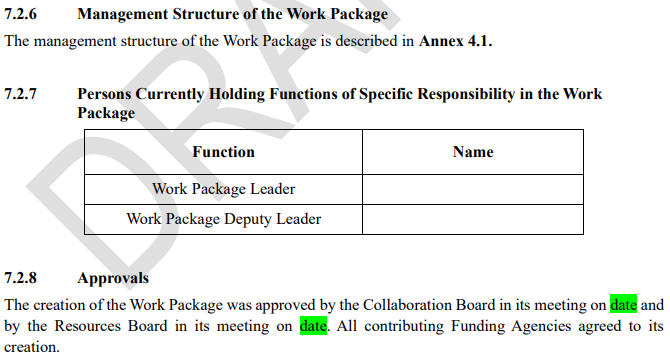 7.2.6 Management Structure of the Work Package
The management structure of the Work Package is described in Annex 4.1.
7.2.7 Persons Currently Holding Functions of Specific Responsibility in the Work
Package
Function Name
Work Package Leader
Work Package Deputy Leader
7.2.8 Approvals
The creation of the Work Package was approved by the Collaboration Board in its meeting on date and
by the Resources Board in its meeting on date. All contributing Funding Agencies agreed to its
creation.
DRA